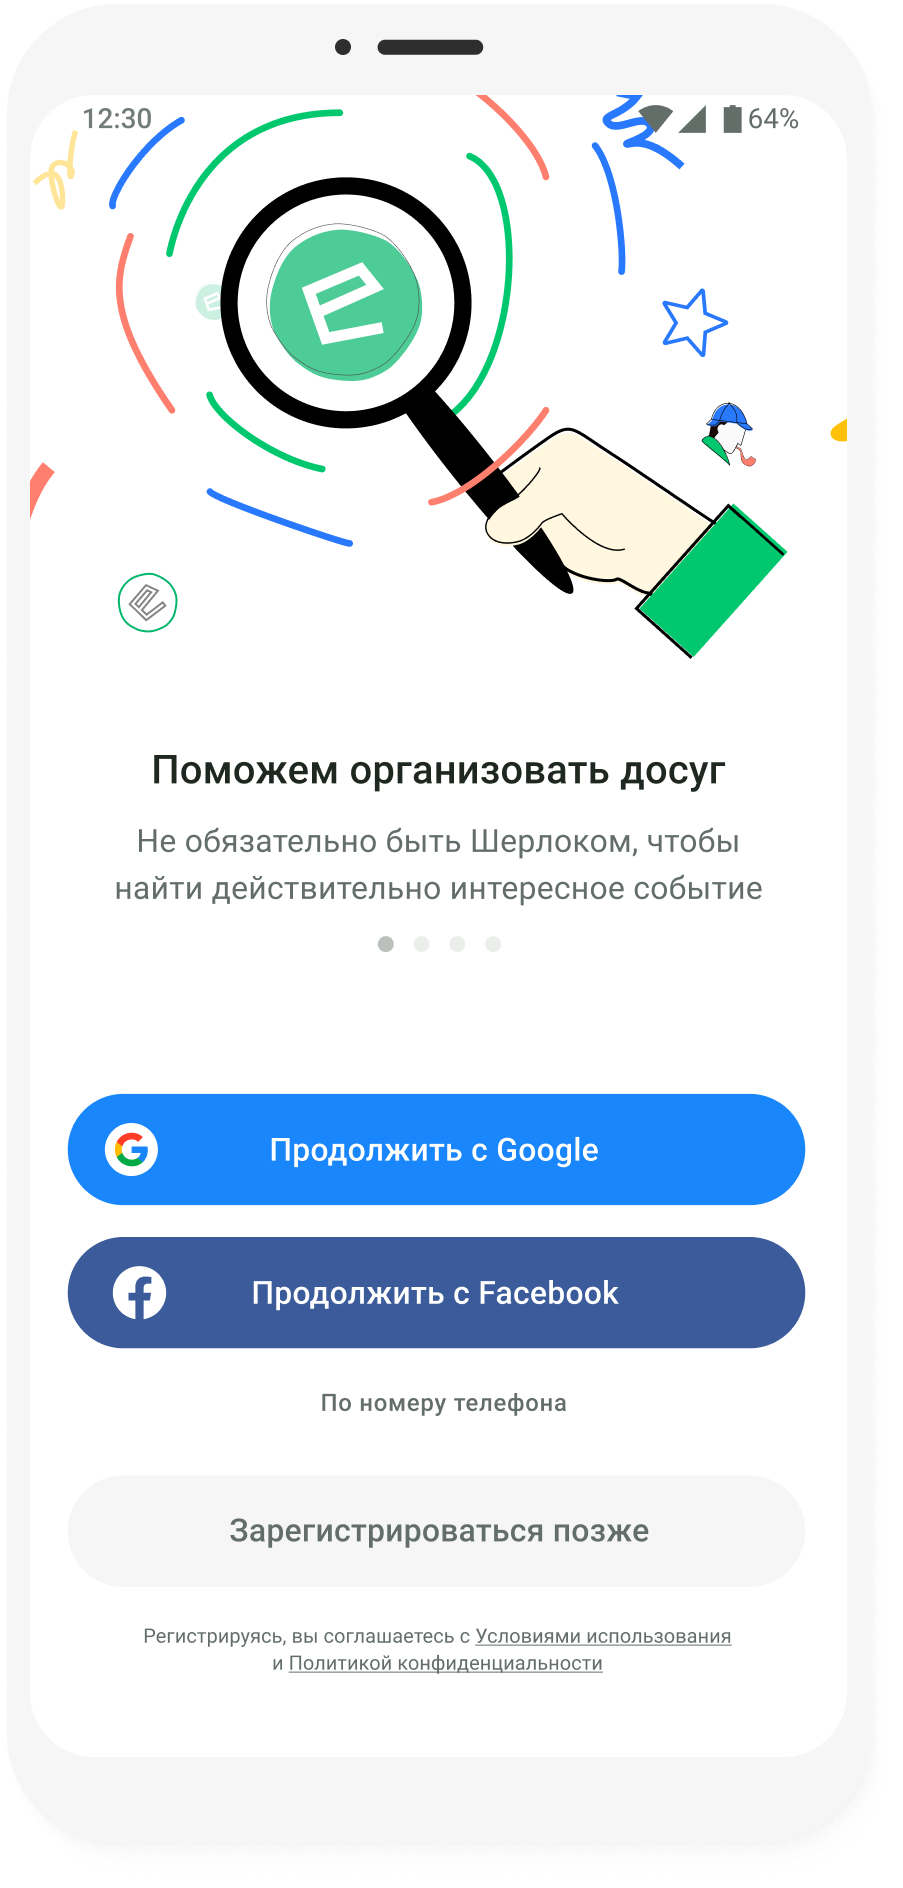 12:30
64%
Поможем организовать досуг
Не обязательно быть Шерлоком, чтобы
найти действительно интересное событие
Продолжить с Google
Продолжить с Facebook
По номеру телефона
Зарегистрироваться позже
Регистрируясь, вы соглашаетесь с Условиями использования
и Политикой конфиденциальности